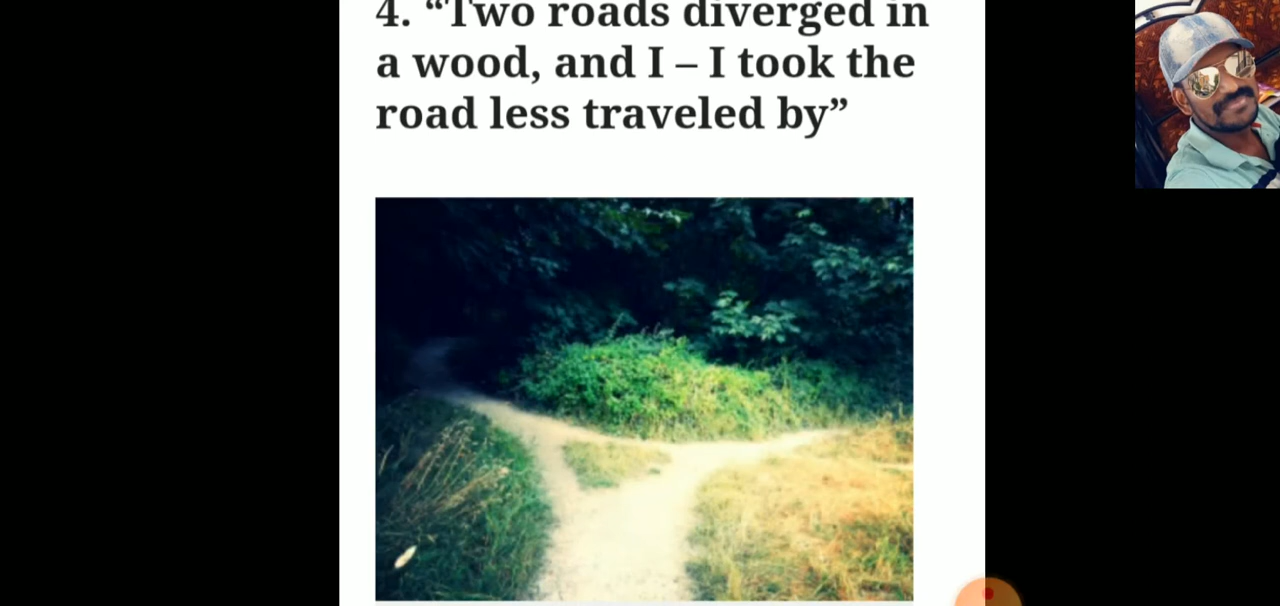 4. “Two roads diverged in
a wood, and I – I took the
road less traveled by”